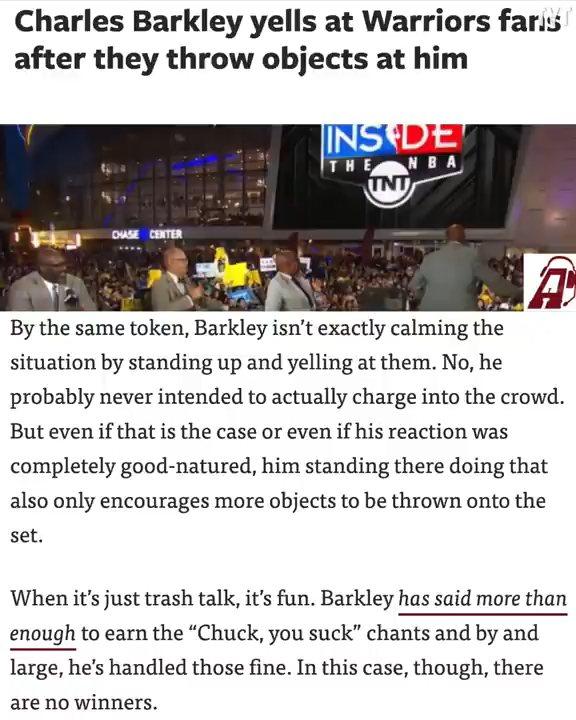 Charles Barkley yells at Warriors fans
TNT
after they throw objects at him
INSIDE
THE NBA
TNT
CHASE CENTER
A
By the same token, Barkley isn’t exactly calming the
situation by standing up and yelling at them. No, he
probably never intended to actually charge into the crowd.
But even if that is the case or even if his reaction was
completely good-natured, him standing there doing that
also only encourages more objects to be thrown onto the
set.
When it’s just trash talk, it’s fun. Barkley has said more than
enough to earn the “Chuck, you suck” chants and by and
large, he’s handled those fine. In this case, though, there
are no winners.